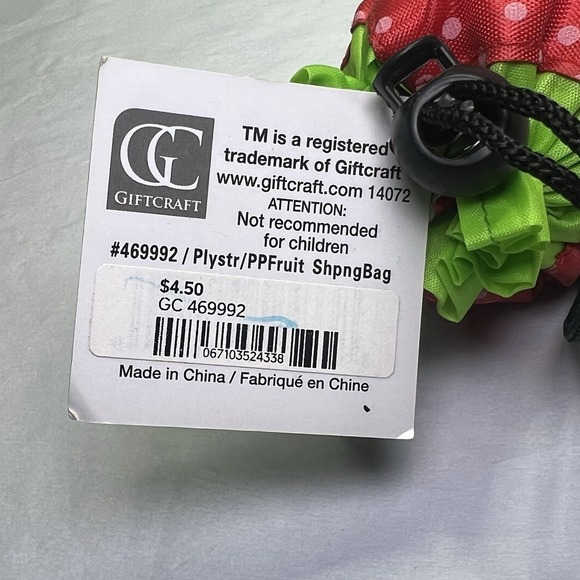 GC
GIFTCRAFT
TM is a registered
trademark of Giftcraft
www.giftcraft.com 14072
ATTENTION:
Not recommended
for children
#469992 / Plystr/PPFruit ShpngBag
$4.50
GC 469992
067103524338
Made in China / Fabriqué en Chine